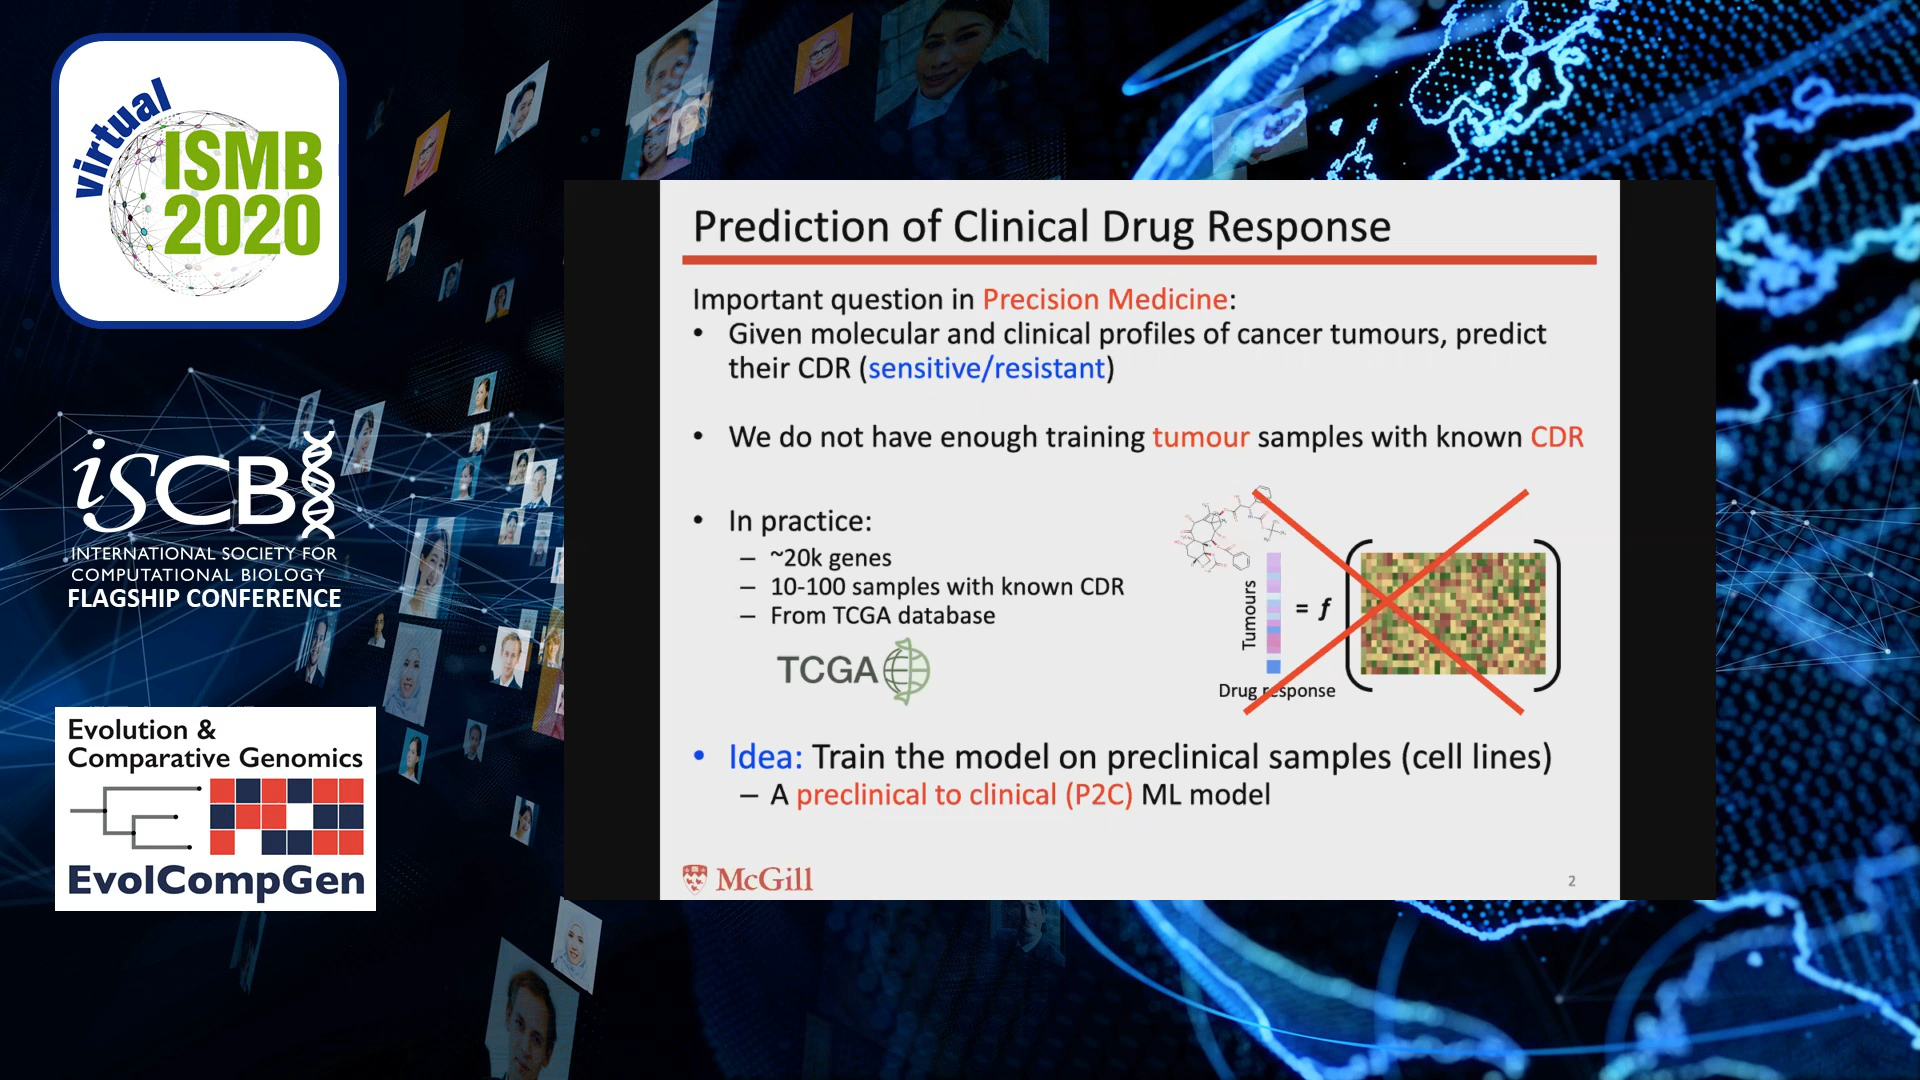 virtual
ISMB
2020
iSCB
INTERNATIONAL SOCIETY FOR
COMPUTATIONAL BIOLOGY
FLAGSHIP CONFERENCE
Evolution &
Comparative Genomics
EvolCompGen
Prediction of Clinical Drug Response
Important question in Precision Medicine:
• Given molecular and clinical profiles of cancer tumours, predict
their CDR (sensitive/resistant)
• We do not have enough training tumour samples with known CDR
• In practice:
– ~20k genes
– 10-100 samples with known CDR
– From TCGA database
TCGA
Tumours
= f
Drug response
• Idea: Train the model on preclinical samples (cell lines)
– A preclinical to clinical (P2C) ML model
McGill
2